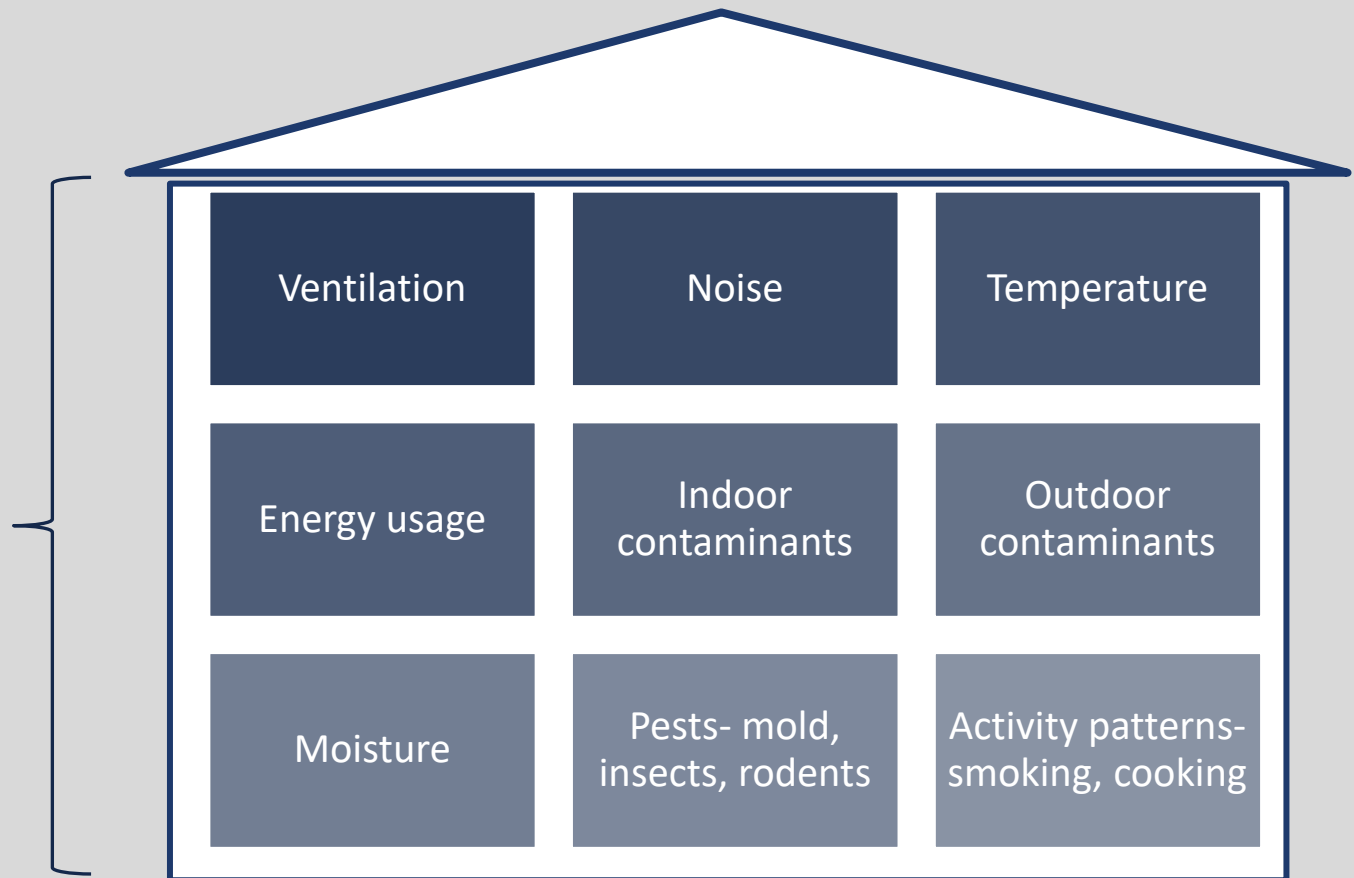 Ventilation
Noise
Temperature
Energy usage
Indoor
contaminants
Outdoor
contaminants
Moisture
Pests- mold,
insects, rodents
Activity patterns-
smoking, cooking